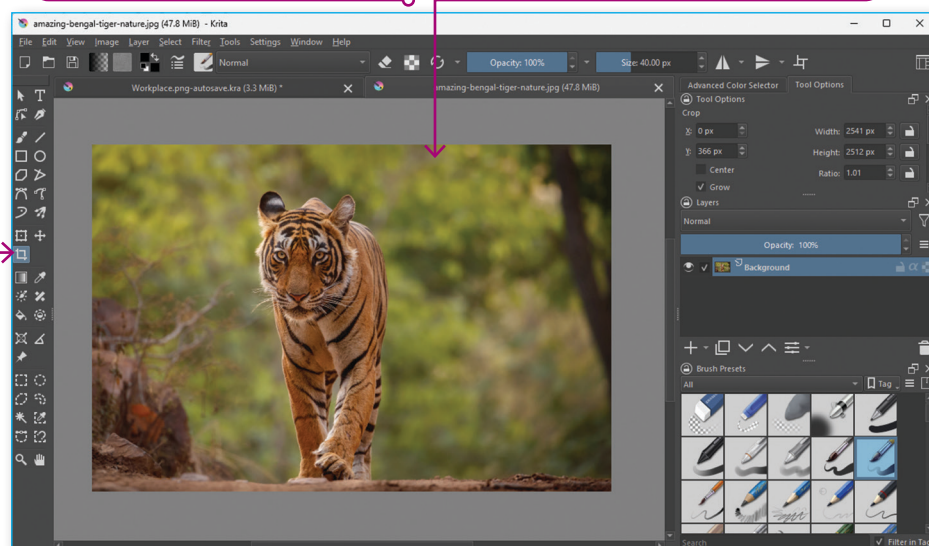 amazing-bengal-tiger-nature.jpg (47.8 MiB) - Krita
File Edit View Image Layer Select Filter Tools Settings Window Help
Normal Opacity: 100% Size: 40.00 px
Workplace.png-autosave.kra (3.3 MiB) * amazing-bengal-tiger-nature.jpg (47.8 MiB)
Advanced Color Selector Tool Options
Tool Options
Crop
X: 0 px Width: 2541 px
Y: 366 px Height: 2512 px
Center Ratio: 1.01
Grow
Layers
Normal
Opacity: 100%
Background
Brush Presets
All Tag
Search Filter in Tag